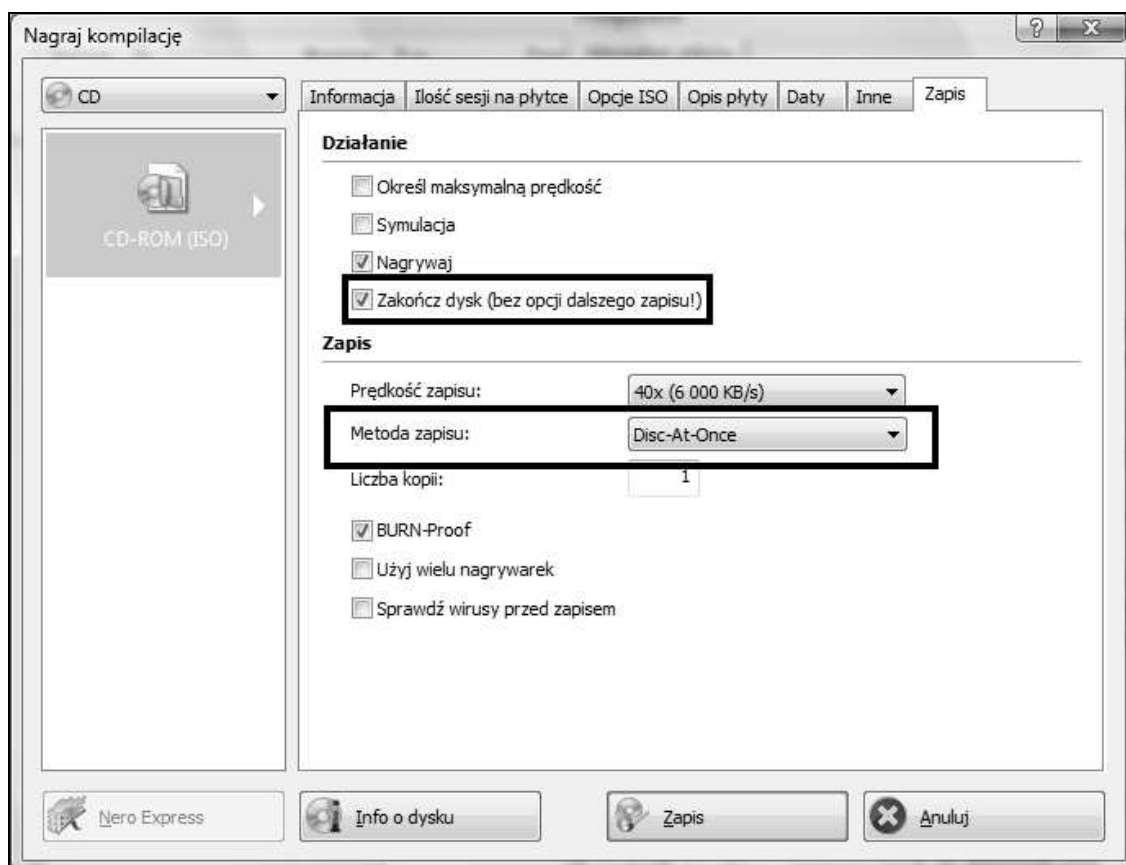 Nagraj kompilację
CD
Informacja Ilość sesji na płytce Opcje ISO Opis płyty Daty Inne Zapis
CD-ROM (ISO)
Działanie
Określ maksymalną prędkość
Symulacja
Nagrywaj
Zakończ dysk (bez opcji dalszego zapisu!)
Zapis
Prędkość zapisu: 40x (6 000 KB/s)
Metoda zapisu: Disc-At-Once
Liczba kopii: 1
BURN-Proof
Użyj wielu nagrywarek
Sprawdź wirusy przed zapisem
Nero Express Info o dysku Zapis Anuluj